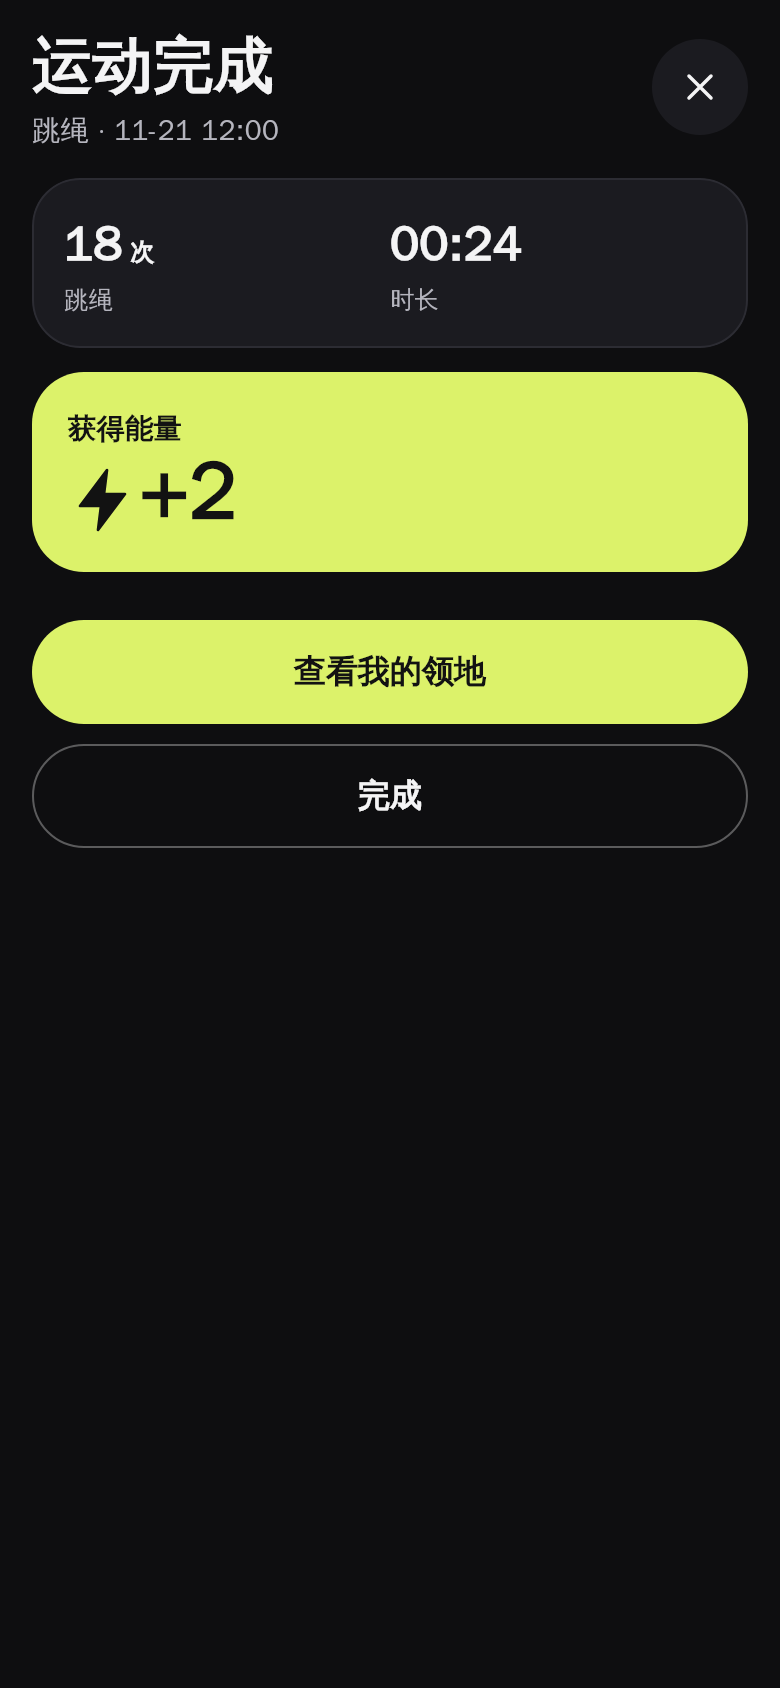 运动完成
跳绳 · 11-21 12:00
18 次
跳绳
00:24
时长
获得能量
+2
查看我的领地
完成